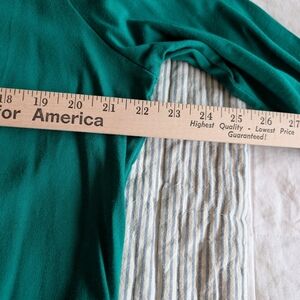 18 19 20 21 22 23 24 25 26 27
for America
Highest Quality - Lowest Price
Guaranteed!